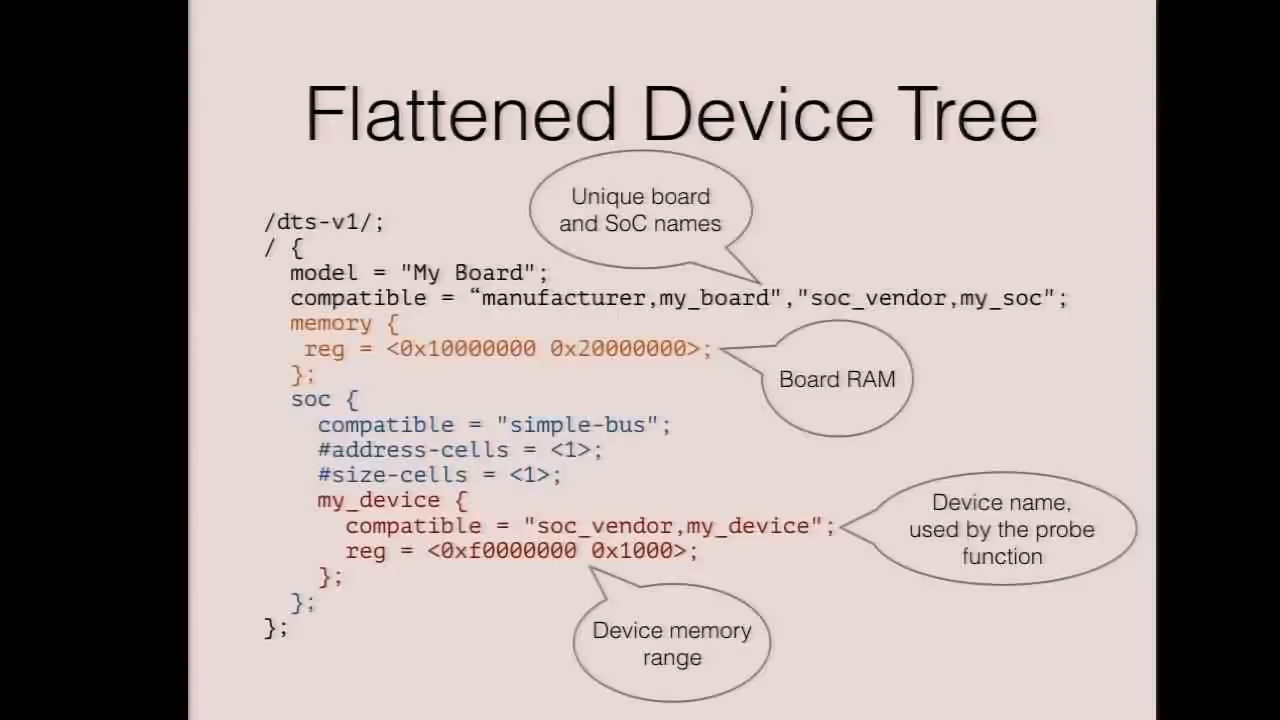 Flattened Device Tree
Unique board
and SoC names
/dts-v1/;
/ {
model = "My Board";
compatible = “manufacturer,my_board","soc_vendor,my_soc";
memory {
reg = <0x10000000 0x20000000>;
Board RAM
};
soc {
compatible = "simple-bus";
#address-cells = <1>;
#size-cells = <1>;
my_device {
compatible = "soc_vendor,my_device";
Device name,
used by the probe
function
reg = <0xf0000000 0x1000>;
};
};
};
Device memory
range